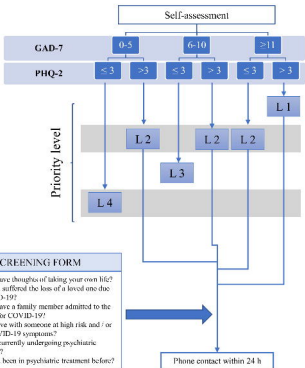 Self-assessment
GAD-7 0-5 6-10 ≥11
PHQ-2 ≤ 3 >3 ≤ 3 > 3 ≤ 3 > 3
Priority level
L 1
L 2 L 2 L 2
L 3
L 4
CREENING FORM
ave thoughts of taking your own life?
suffered the loss of a loved one due
ID-19?
ave a family member admitted to the
for COVID-19?
ve with someone at high risk and / or
VID-19 symptoms?
urrently undergoing psychiatric
?
been in psychiatric treatment before?
Phone contact within 24 h